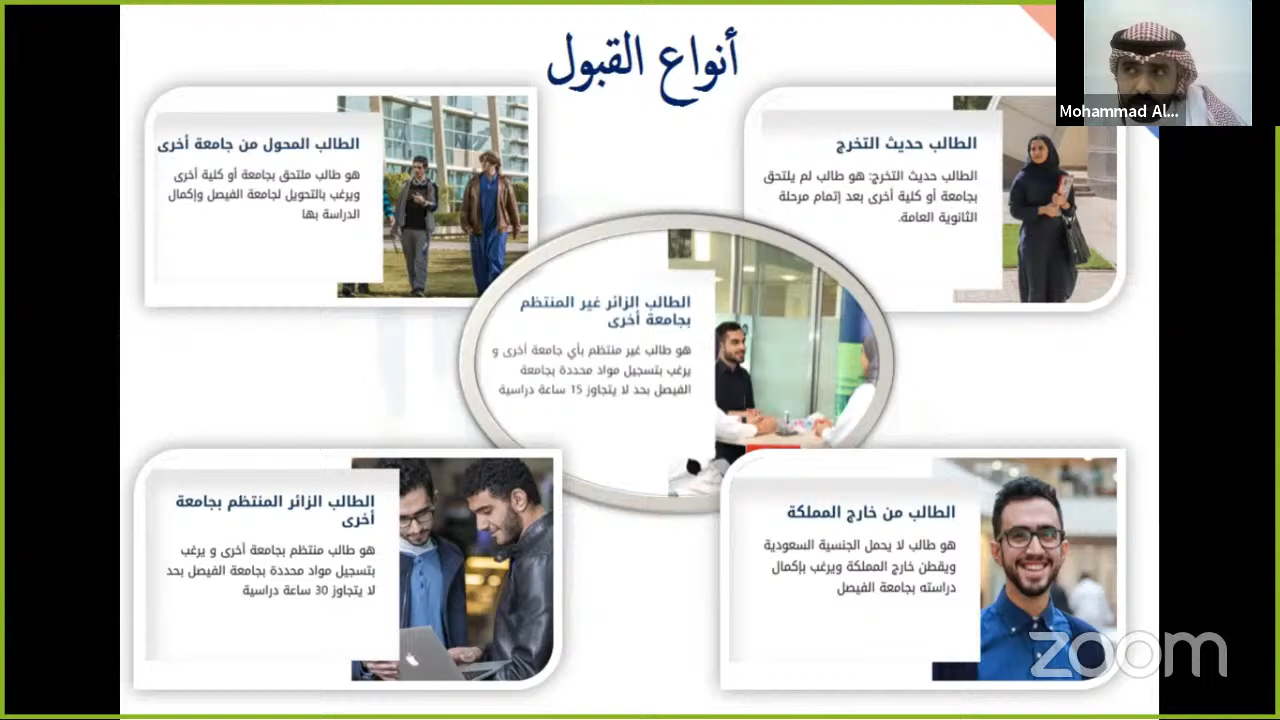 أنواع القبول
Mohammad Al...
الطالب حديث التخرج
الطالب حديث التخرج: هو طالب لم يلتحق
بجامعة أو كلية أخرى بعد إتمام مرحلة
الثانوية العامة.
الطالب المحول من جامعة أخرى
هو طالب ملتحق بجامعة أو كلية أخرى
ويرغب بالتحويل لجامعة الفيصل وإكمال
الدراسة بها
الطالب الزائر غير المنتظم
بجامعة أخرى
هو طالب غير منتظم بأي جامعة أخرى و
يرغب بتسجيل مواد محددة بجامعة
الفيصل بحد لا يتجاوز 15 ساعة دراسية
الطالب من خارج المملكة
هو طالب لا يحمل الجنسية السعودية
ويقطن خارج المملكة ويرغب بإكمال
دراسته بجامعة الفيصل
الطالب الزائر المنتظم بجامعة
أخرى
هو طالب منتظم بجامعة أخرى و يرغب
بتسجيل مواد محددة بجامعة الفيصل بحد
لا يتجاوز 30 ساعة دراسية
zoom